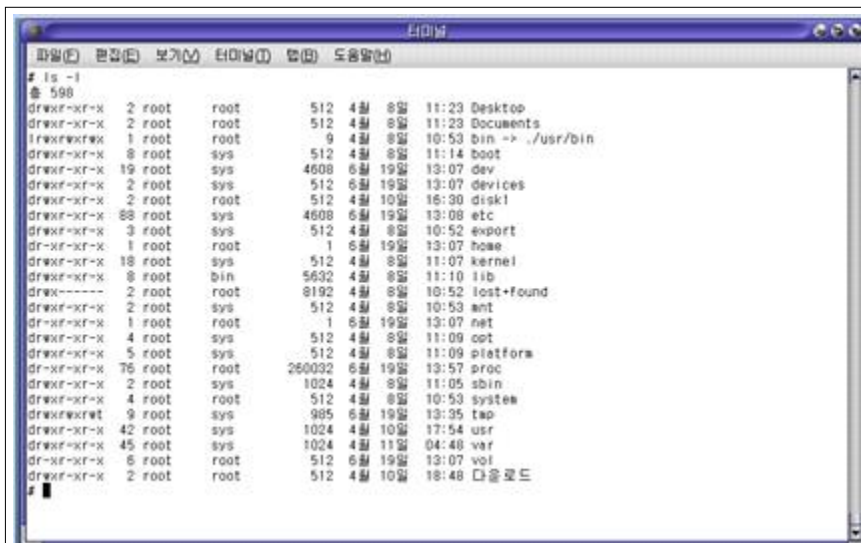 터미널
파일(F) 편집(E) 보기(V) 터미널(T) 탭(B) 도움말(H)
# ls -l
총 598
drwxr-xr-x 2 root root 512 4월 8일 11:23 Desktop
drwxr-xr-x 2 root root 512 4월 8일 11:23 Documents
lrwxrwxrwx 1 root root 9 4월 8일 10:53 bin -> ./usr/bin
drwxr-xr-x 8 root sys 512 4월 8일 11:14 boot
drwxr-xr-x 19 root sys 4608 6월 19일 13:07 dev
drwxr-xr-x 2 root sys 512 6월 19일 13:07 devices
drwxr-xr-x 2 root root 512 4월 10일 16:30 disk1
drwxr-xr-x 88 root sys 4608 6월 19일 13:08 etc
drwxr-xr-x 3 root sys 512 4월 8일 10:52 export
dr-xr-xr-x 1 root root 1 6월 19일 13:07 home
drwxr-xr-x 18 root sys 512 4월 8일 11:07 kernel
drwxr-xr-x 8 root bin 5632 4월 8일 11:10 lib
drwx------ 2 root root 8192 4월 8일 10:52 lost+found
drwxr-xr-x 2 root sys 512 4월 8일 10:53 mnt
dr-xr-xr-x 1 root root 1 6월 19일 13:07 net
drwxr-xr-x 4 root sys 512 4월 8일 11:09 opt
drwxr-xr-x 5 root sys 512 4월 8일 11:09 platform
dr-xr-xr-x 76 root root 260032 6월 19일 13:57 proc
drwxr-xr-x 2 root sys 1024 4월 8일 11:05 sbin
drwxr-xr-x 4 root root 512 4월 8일 10:53 system
drwxrwxrwt 9 root sys 985 6월 19일 13:35 tmp
drwxr-xr-x 42 root sys 1024 4월 10일 17:54 usr
drwxr-xr-x 45 root sys 1024 4월 11일 04:48 var
dr-xr-xr-x 6 root root 512 6월 19일 13:07 vol
drwxr-xr-x 2 root root 512 4월 10일 18:48 다운로드
#